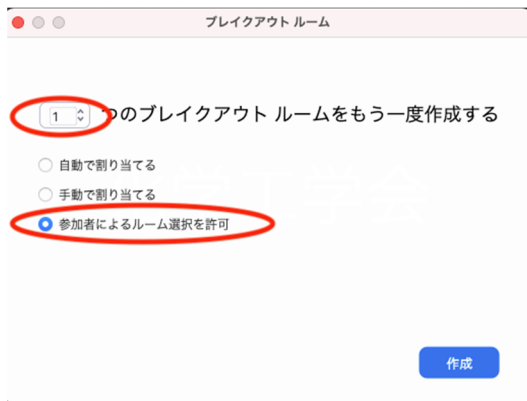 ブレイクアウト ルーム
1 つのブレイクアウト ルームをもう一度作成する
自動で割り当てる
手動で割り当てる
参加者によるルーム選択を許可
作成